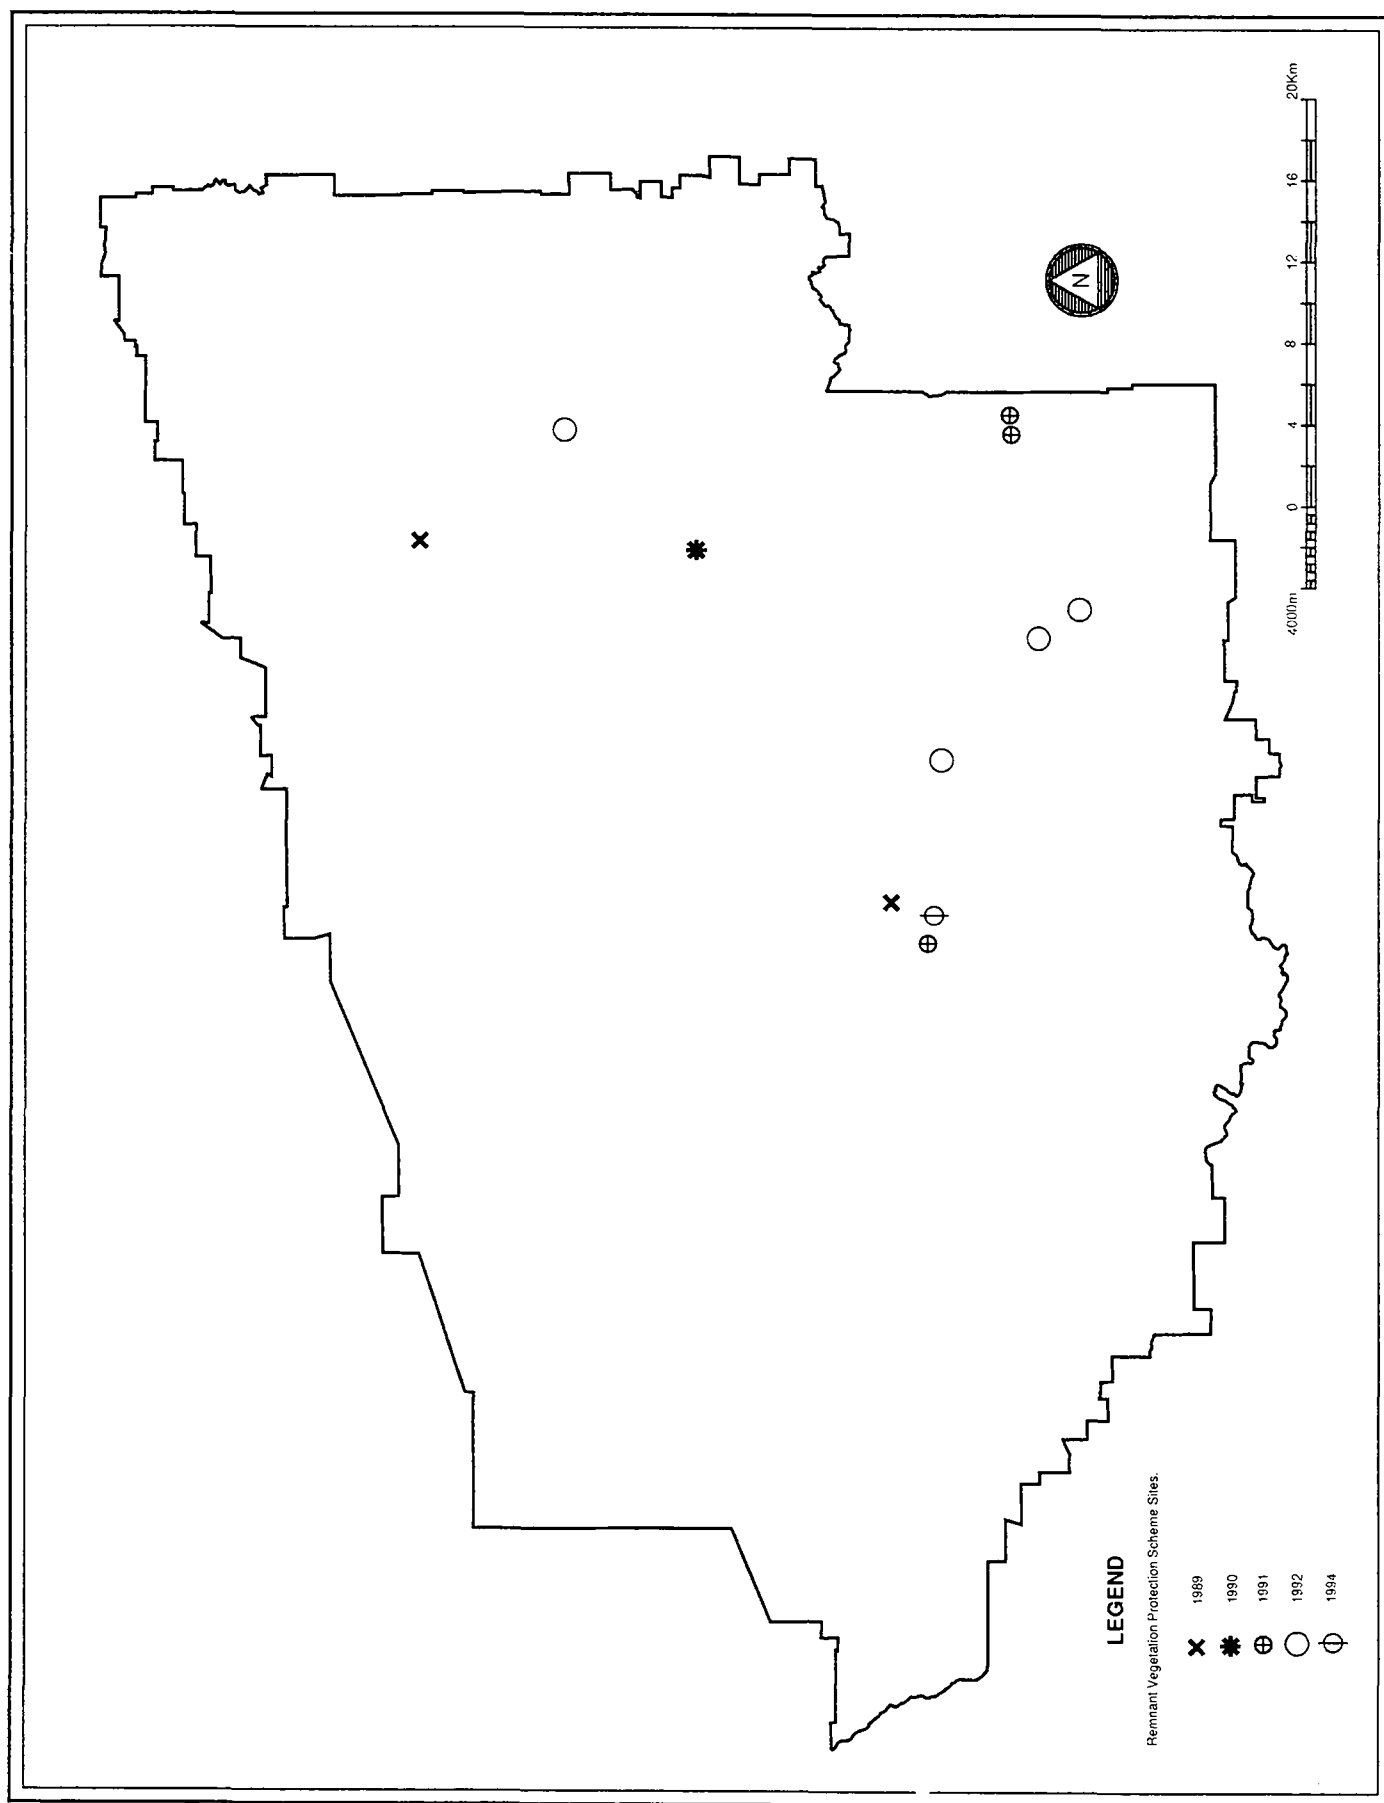 N
4000m 0 4 8 12 16 20Km
LEGEND
Remnant Vegetation Protection Scheme Sites.
1989
1990
1991
1992
1994